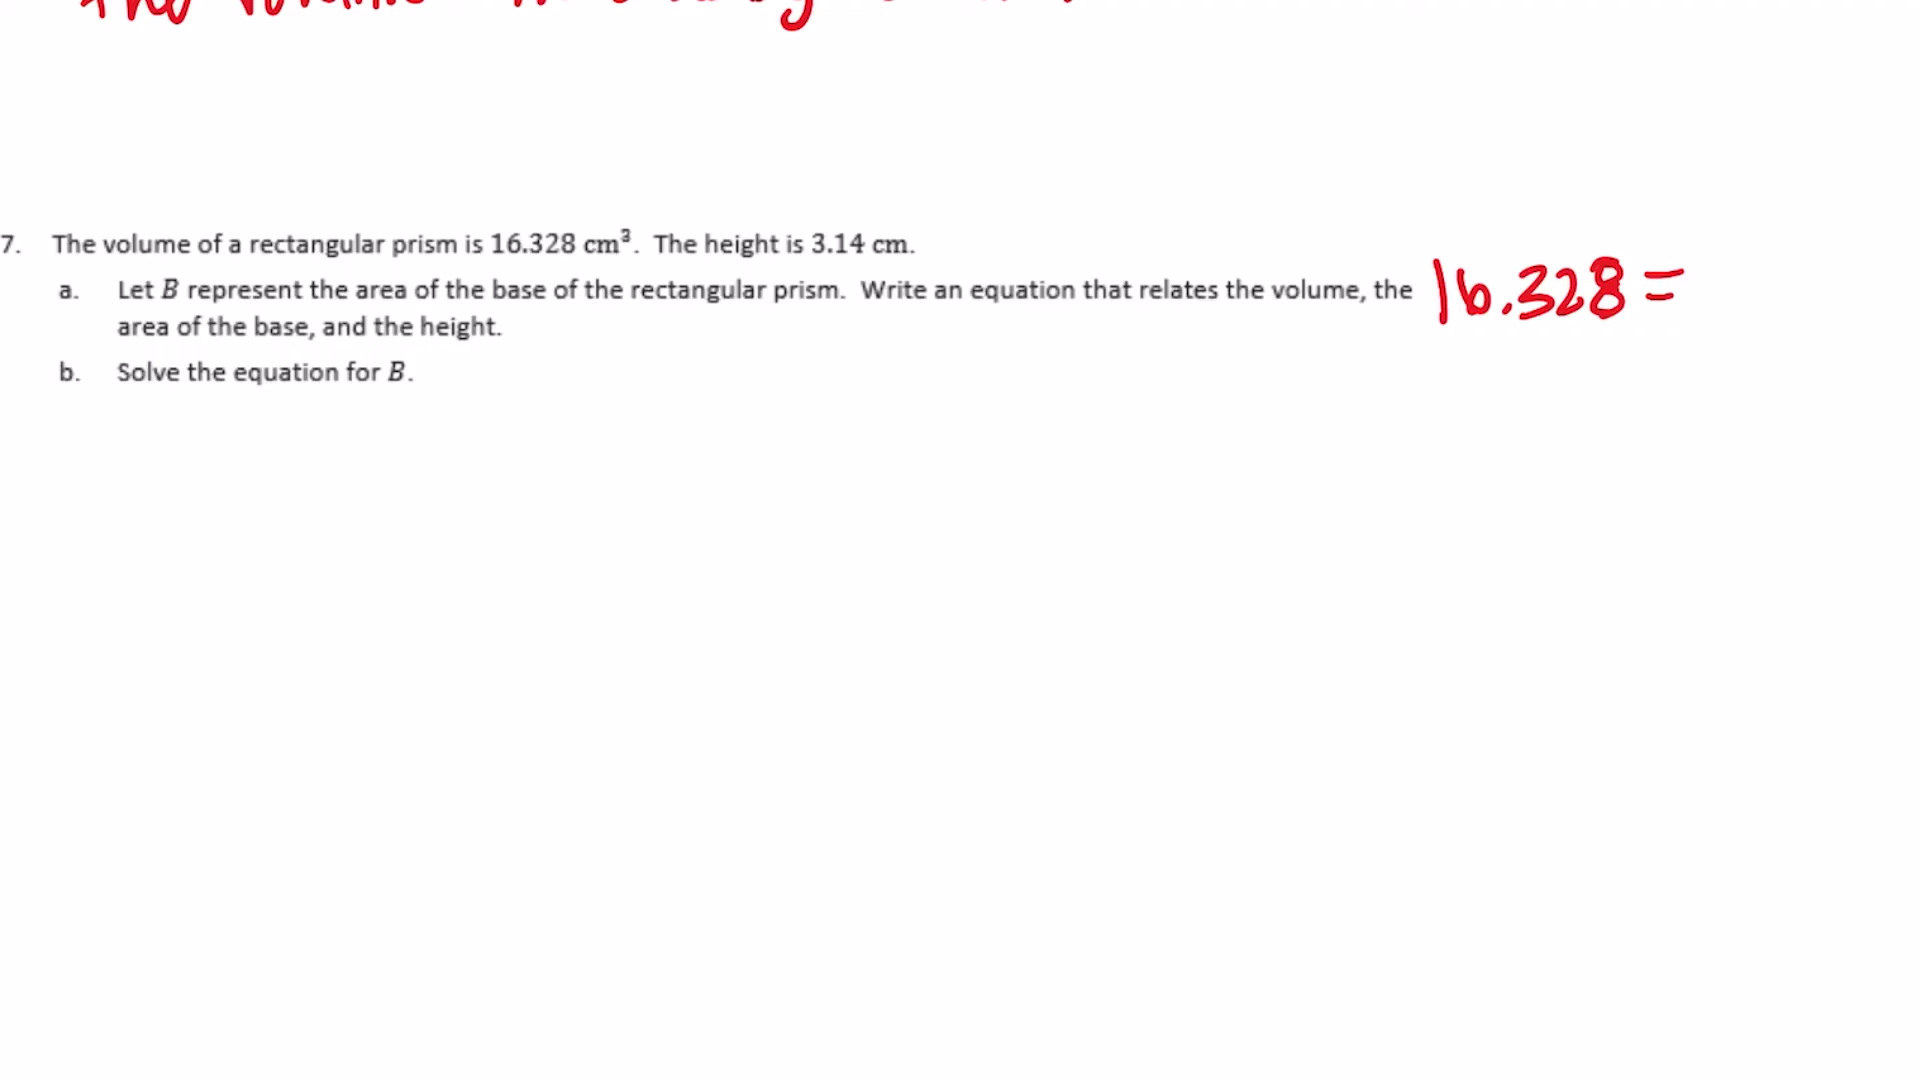 7. The volume of a rectangular prism is 16.328 cm³. The height is 3.14 cm.
a. Let B represent the area of the base of the rectangular prism. Write an equation that relates the volume, the 16.328 =
area of the base, and the height.
b. Solve the equation for B.